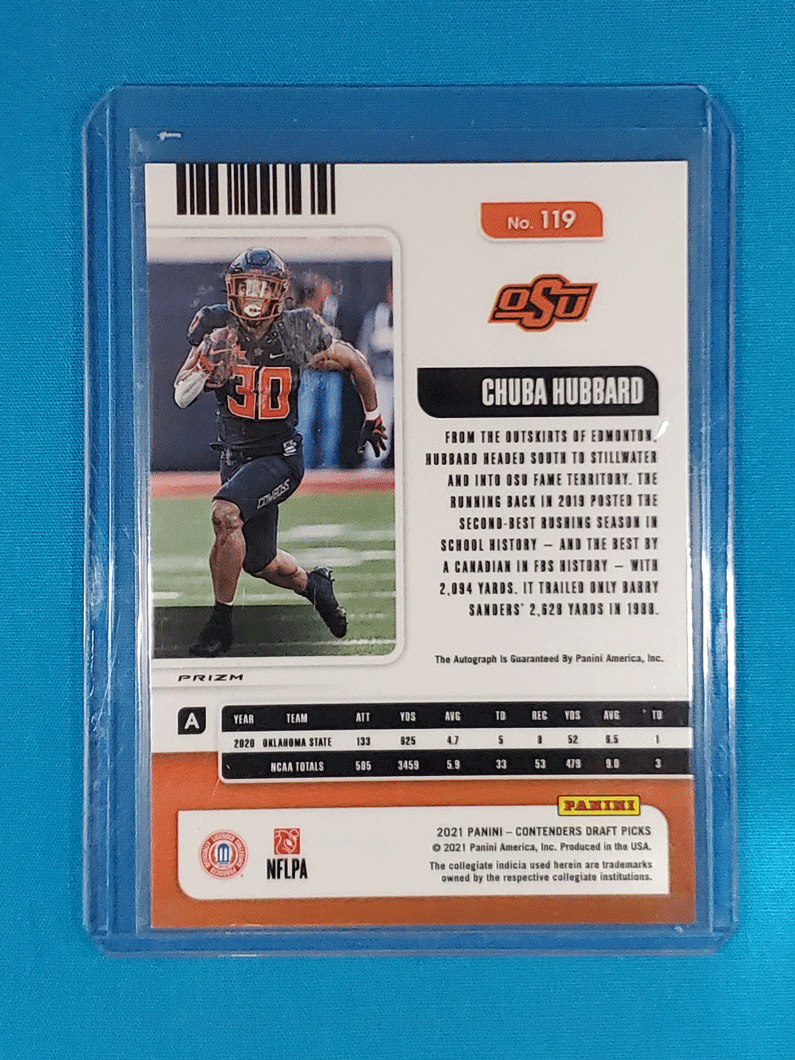 No. 119
OSU
30
COWBOYS
CHUBA HUBBARD
FROM THE OUTSKIRTS OF EDMONTON,
HUBBARD HEADED SOUTH TO STILLWATER
AND INTO OSU FAME TERRITORY. THE
RUNNING BACK IN 2019 POSTED THE
SECOND-BEST RUSHING SEASON IN
SCHOOL HISTORY – AND THE BEST BY
A CANADIAN IN FBS HISTORY – WITH
2,094 YARDS. IT TRAILED ONLY BARRY
SANDERS' 2,628 YARDS IN 1988.
The Autograph Is Guaranteed By Panini America, Inc.
PRIZM
A
YEAR TEAM ATT YDS AVG TD REC YDS AVG TD
2020 OKLAHOMA STATE 133 625 4.7 5 8 52 6.5 1
NCAA TOTALS 585 3459 5.9 33 53 479 9.0 3
PANINI
2021 PANINI – CONTENDERS DRAFT PICKS
© 2021 Panini America, Inc. Produced in the USA.
The collegiate indicia used herein are trademarks
owned by the respective collegiate institutions.
NFLPA